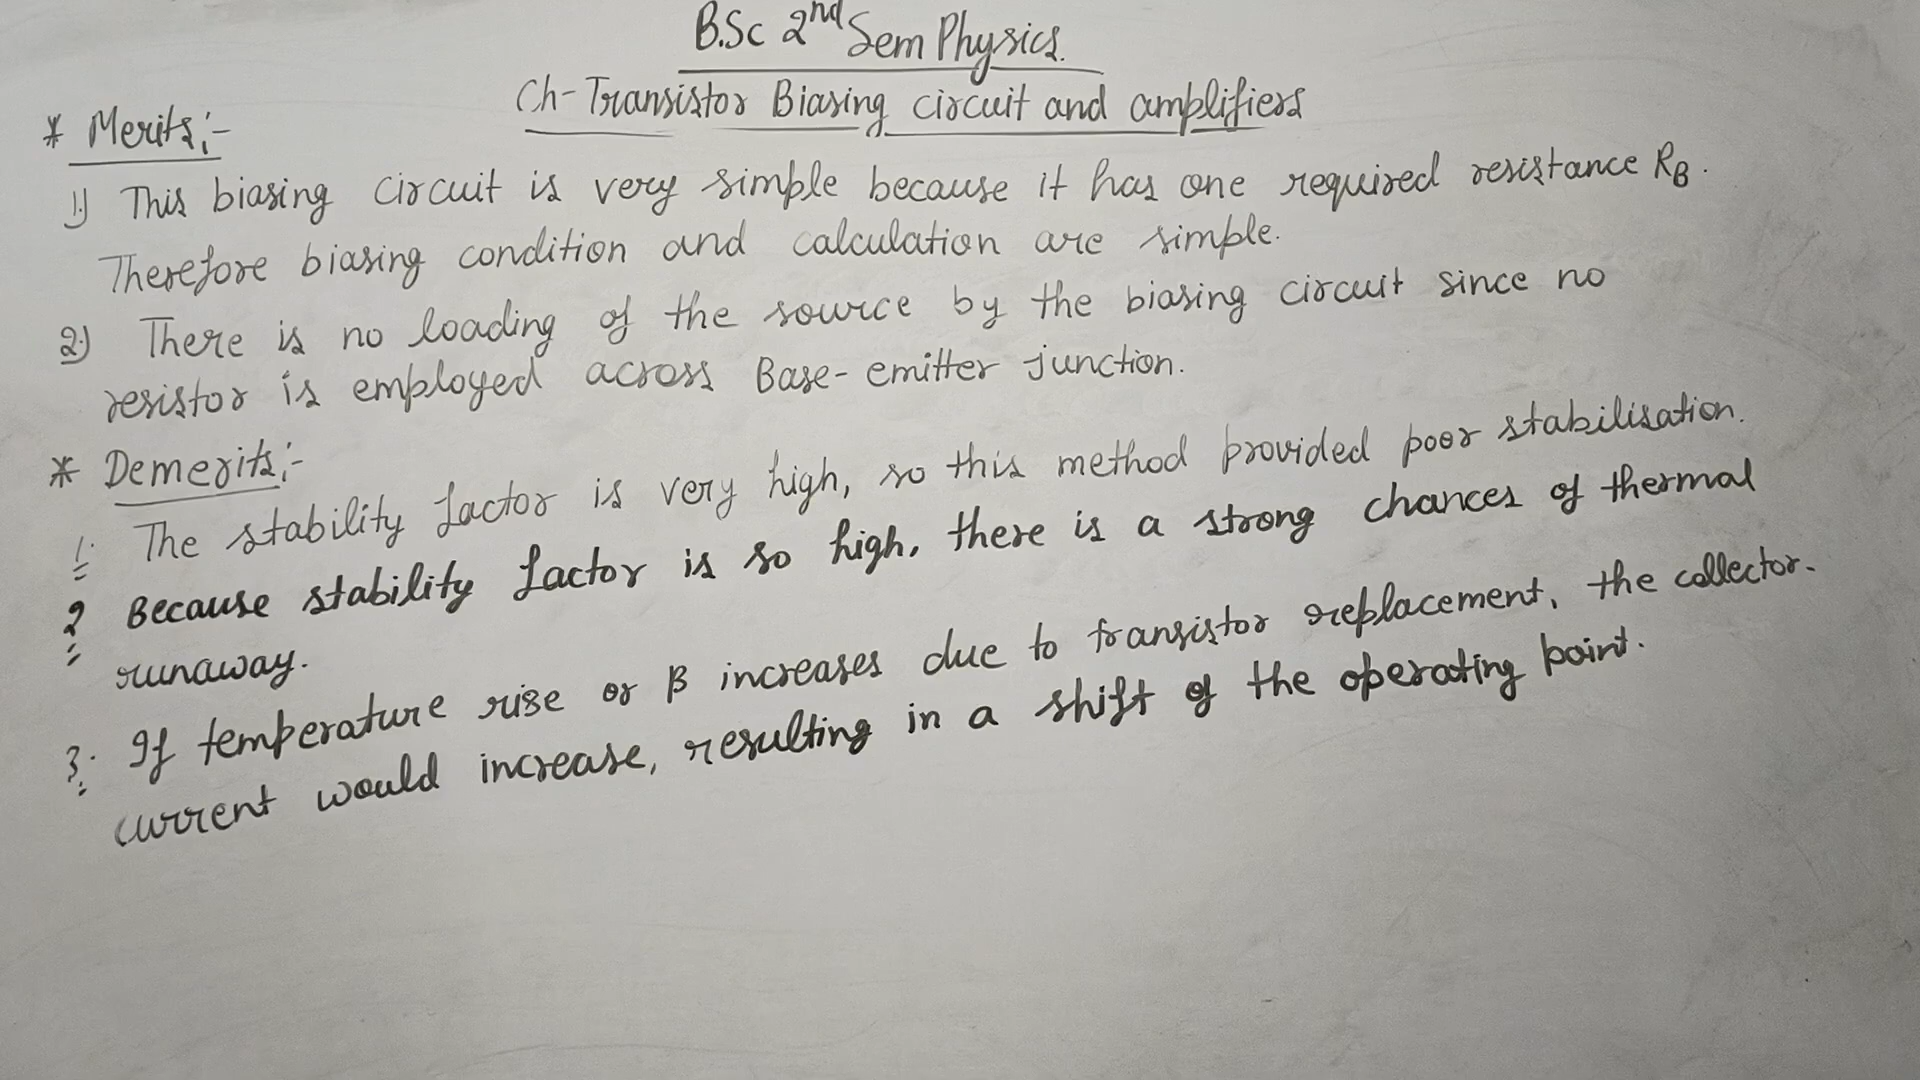 B.Sc 2nd Sem Physics.
Ch-Transistor Biasing circuit and amplifiers
* Merits:-
1) This biasing circuit is very simple because it has one required resistance RB.
Therefore biasing condition and calculation are simple.
2) There is no loading of the source by the biasing circuit since no
resistor is employed across Base-emitter junction.
* Demerits:-
1. The stability factor is very high, so this method provided poor stabilisation.
2 Because stability factor is so high, there is a strong chances of thermal
runaway.
3. If temperature rise or β increases due to transistor replacement, the collector.
current would increase, resulting in a shift of the operating point.